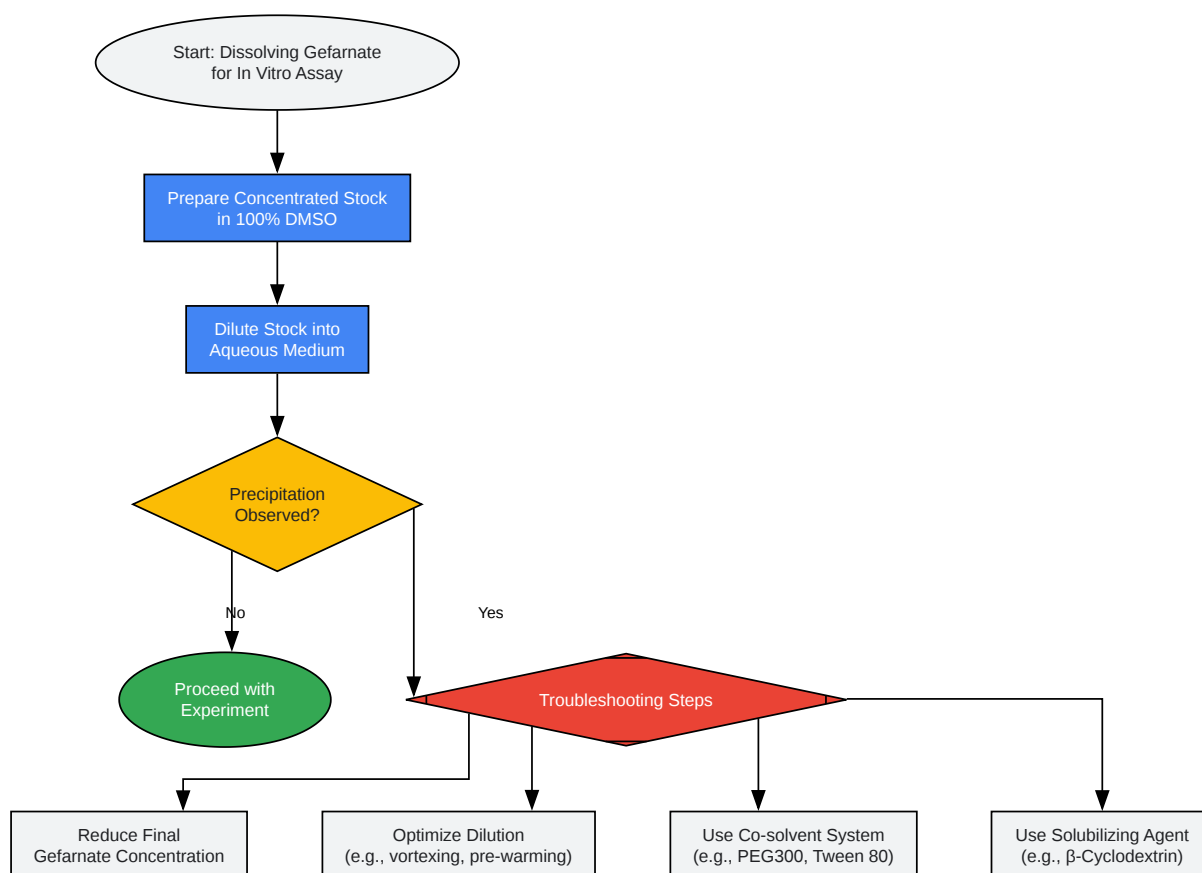 Start: Dissolving Gefarnate
for In Vitro Assay
Prepare Concentrated Stock
in 100% DMSO
Dilute Stock into
Aqueous Medium
Precipitation
Observed?
No
Yes
Proceed with
Experiment
Troubleshooting Steps
Reduce Final
Gefarnate Concentration
Optimize Dilution
(e.g., vortexing, pre-warming)
Use Co-solvent System
(e.g., PEG300, Tween 80)
Use Solubilizing Agent
(e.g., β-Cyclodextrin)